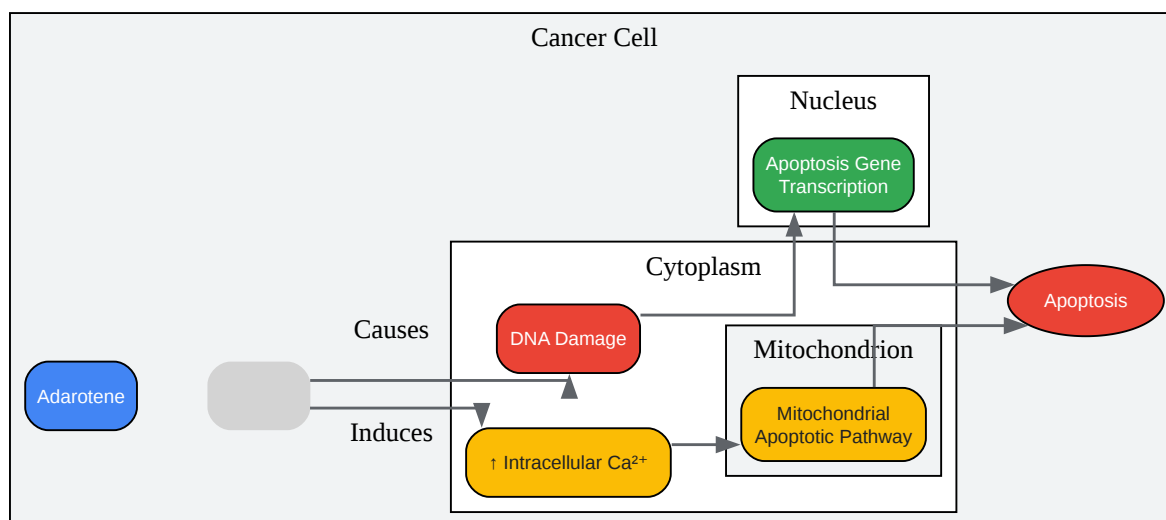 Cancer Cell
Nucleus
Apoptosis Gene
Transcription
Cytoplasm
Apoptosis
Causes
DNA Damage
Mitochondrion
Adarotene
Induces
Mitochondrial
Apoptotic Pathway
↑ Intracellular Ca²⁺